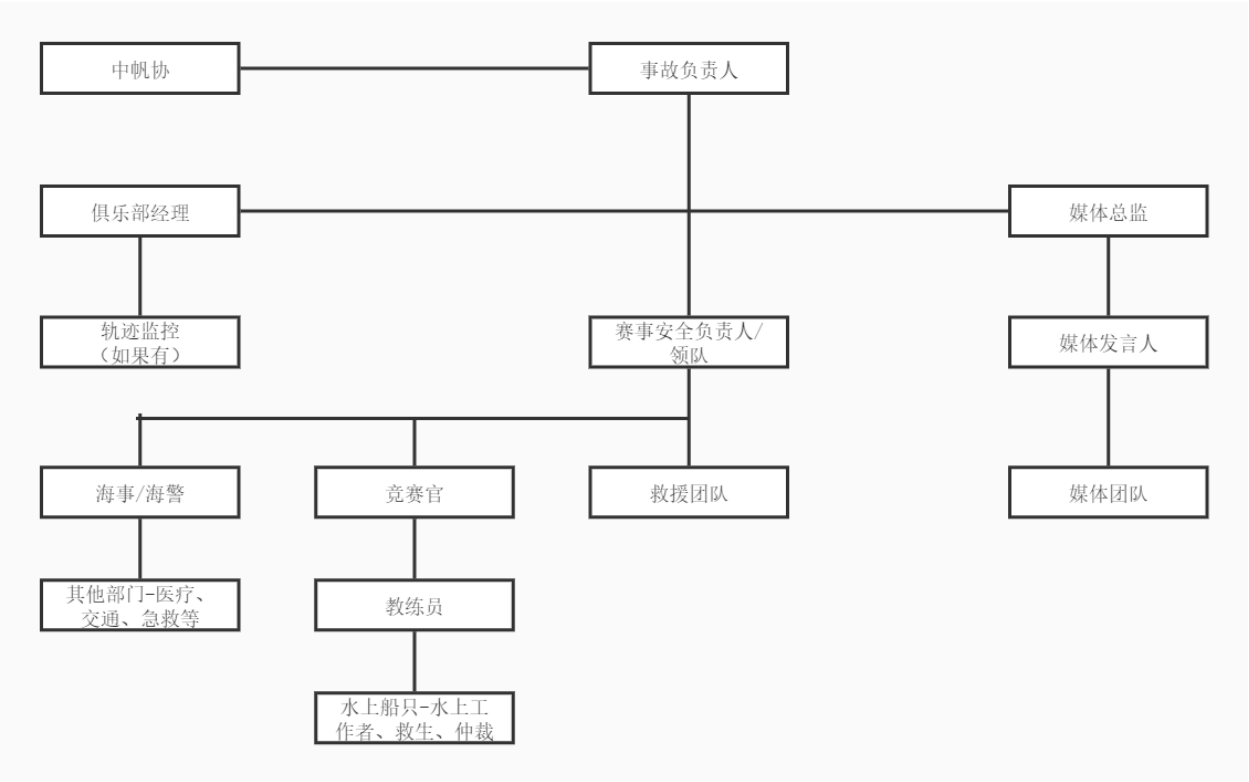 中帆协
事故负责人
俱乐部经理
媒体总监
轨迹监控
（如果有）
赛事安全负责人/
领队
媒体发言人
海事/海警
竞赛官
救援团队
媒体团队
其他部门-医疗、
交通、急救等
教练员
水上船只-水上工
作者、救生、仲裁